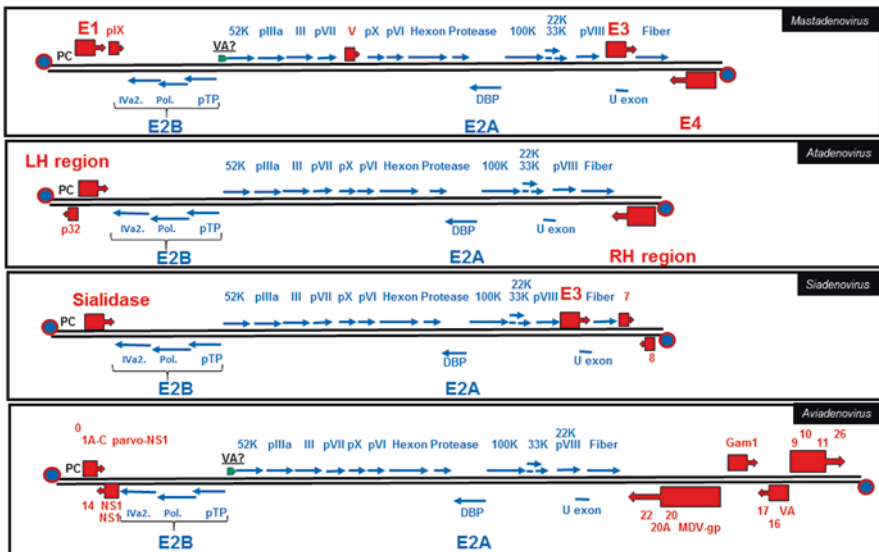 Mastadenovirus
E1 pIX 52K pIIIa III pVII V pX pVI Hexon Protease 100K 22K 33K pVIII E3 Fiber
PC VA?
IVa2. Pol. pTP DBP U exon
E2B E2A E4
Atadenovirus
LH region 52K pIIIa III pVII pX pVI Hexon Protease 100K 22K 33K pVIII Fiber
PC
p32 IVa2. Pol. pTP DBP U exon
E2B E2A RH region
Siadenovirus
Sialidase 52K pIIIa III pVII pX pVI Hexon Protease 100K 22K 33K pVIII E3 Fiber 7
PC
IVa2. Pol. pTP DBP U exon 8
E2B E2A
Aviadenovirus
0
1A-C parvo-NS1 52K pIIIa III pVII pX pVI Hexon Protease 100K 33K 22K pVIII Fiber Gam1 9 10 11 26
PC VA?
14 NS1 NS1 IVa2. Pol. pTP DBP U exon 22 20 20A MDV-gp 17 16 VA
E2B E2A